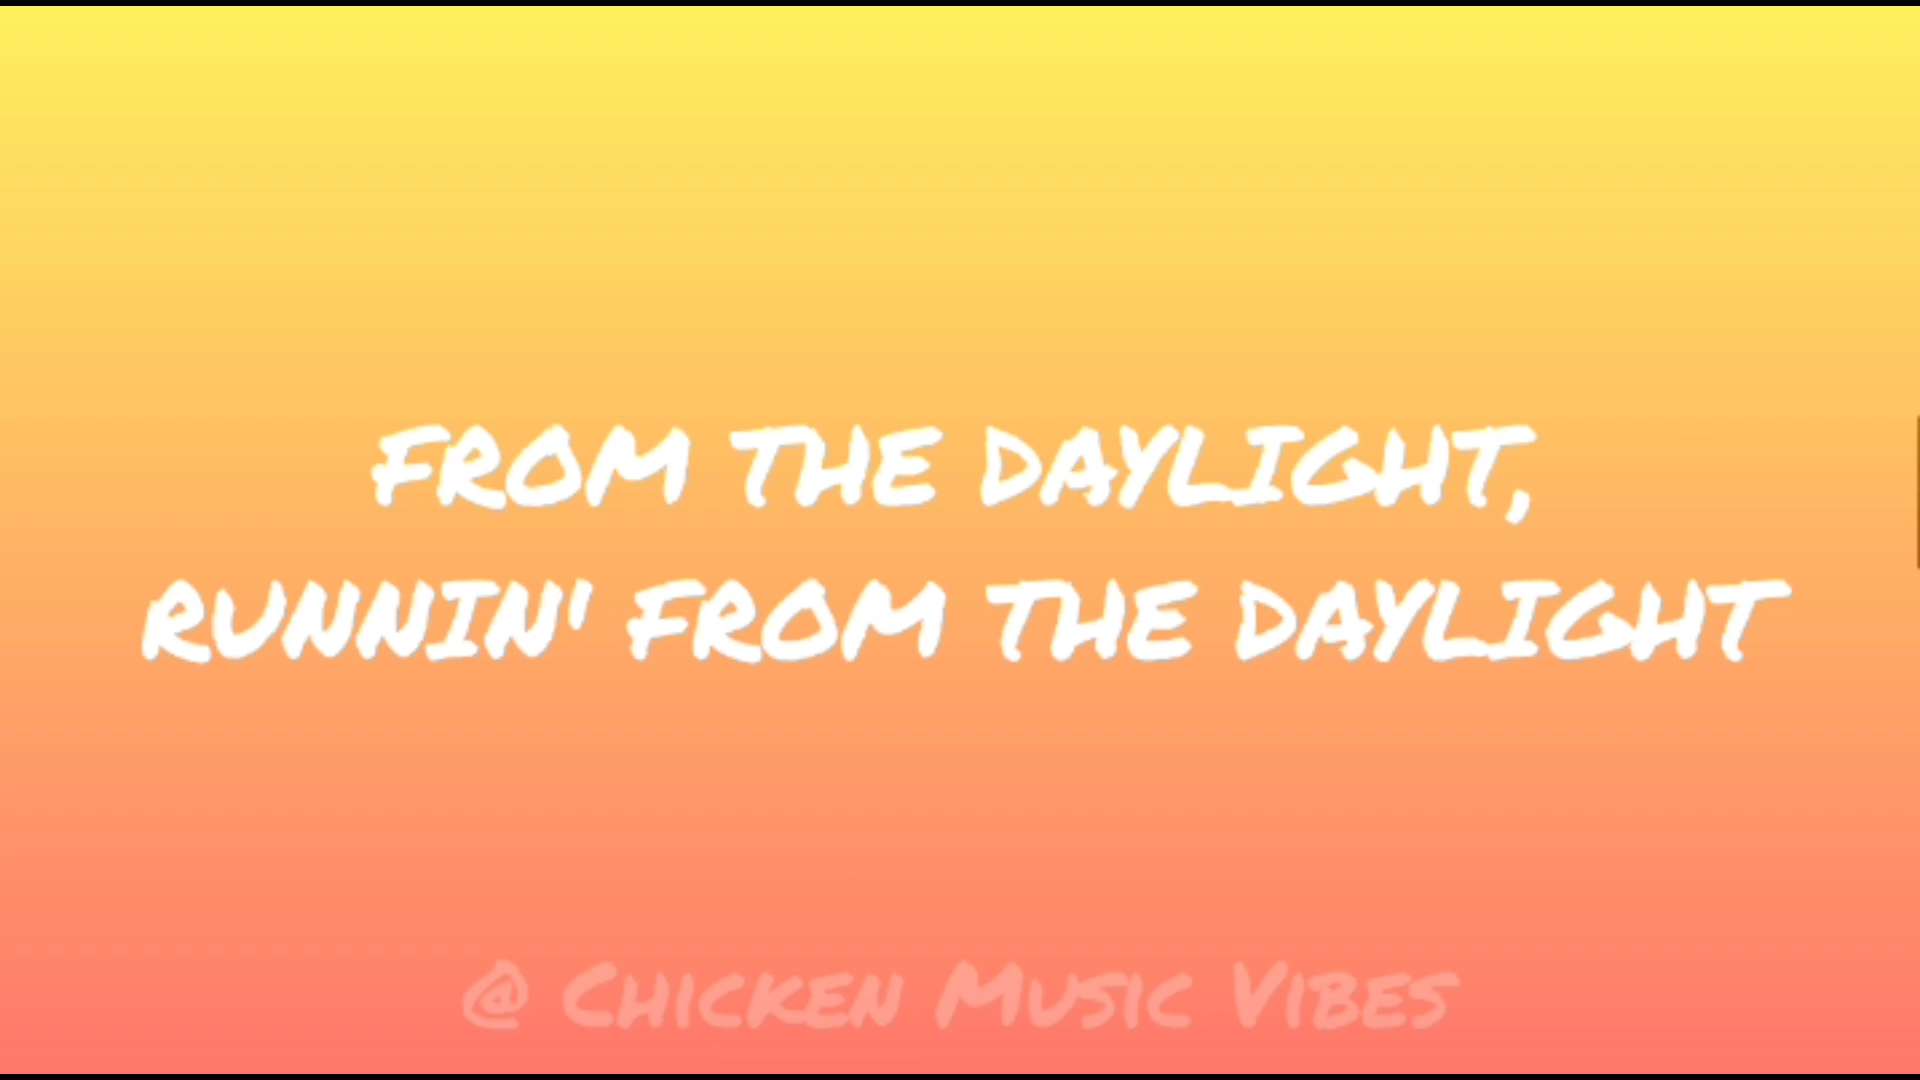 FROM THE DAYLIGHT,
RUNNIN' FROM THE DAYLIGHT
@ CHICKEN MUSIC VIBES